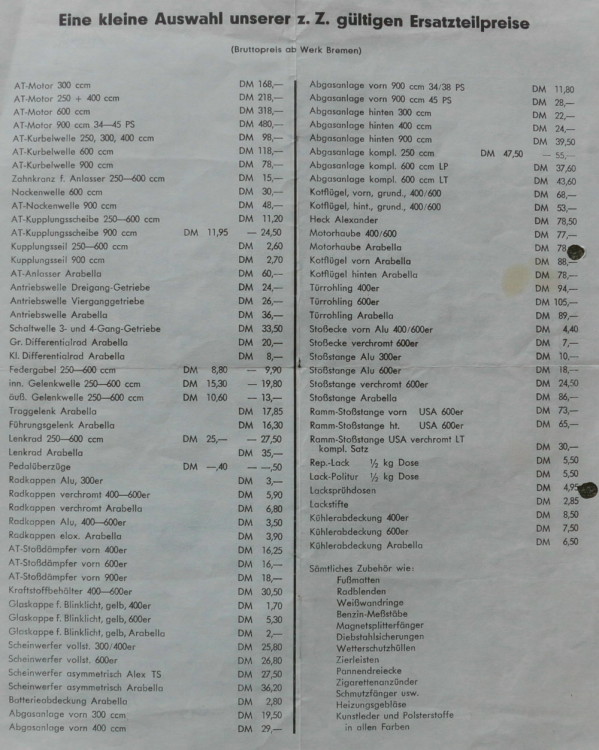 Eine kleine Auswahl unserer z. Z. gültigen Ersatzteilpreise
(Bruttopreis ab Werk Bremen)
AT-Motor 300 ccm DM 168,—
AT-Motor 250 + 400 ccm DM 218,—
AT-Motor 600 ccm DM 318,—
AT-Motor 900 ccm 34—45 PS DM 480,—
AT-Kurbelwelle 250, 300, 400 ccm DM 98,—
AT-Kurbelwelle 600 ccm DM 118,—
AT-Kurbelwelle 900 ccm DM 78,—
Zahnkranz f. Anlasser 250—600 ccm DM 15,—
Nockenwelle 600 ccm DM 30,—
AT-Nockenwelle 900 ccm DM 48,—
AT-Kupplungsscheibe 250—600 ccm DM 11,20
AT-Kupplungsscheibe 900 ccm DM 11,95 — 24,50
Kupplungsseil 250—600 ccm DM 2,60
Kupplungsseil 900 ccm DM 2,70
AT-Anlasser Arabella DM 60,—
Antriebswelle Dreigang-Getriebe DM 24,—
Antriebswelle Vierganggetriebe DM 26,—
Antriebswelle Arabella DM 36,—
Schaltwelle 3- und 4-Gang-Getriebe DM 33,50
Gr. Differentialrad Arabella DM 20,—
Kl. Differentialrad Arabella DM 8,—
Federgabel 250—600 ccm DM 8,80 — 9,90
inn. Gelenkwelle 250—600 ccm DM 15,30 — 19,80
äuß. Gelenkwelle 250—600 ccm DM 10,60 — 13,—
Traggelenk Arabella DM 17,85
Führungsgelenk Arabella DM 16,30
Lenkrad 250—600 ccm DM 25,— — 27,50
Lenkrad Arabella DM 35,—
Pedalüberzüge DM —,40 — —,50
Radkappen Alu, 300er DM 3,—
Radkappen verchromt 400—600er DM 5,90
Radkappen verchromt Arabella DM 6,80
Radkappen Alu, 400—600er DM 3,50
Radkappen elox. Arabella DM 3,90
AT-Stoßdämpfer vorn 400er DM 16,25
AT-Stoßdämpfer vorn 600er DM 16,—
AT-Stoßdämpfer vorn 900er DM 18,—
Kraftstoffbehälter 400—600er DM 30,50
Glaskappe f. Blinklicht, gelb, 400er DM 1,70
Glaskappe f. Blinklicht, gelb, 600er DM 5,30
Glaskappe f. Blinklicht, gelb, Arabella DM 2,—
Scheinwerfer vollst. 300/400er DM 25,80
Scheinwerfer vollst. 600er DM 26,80
Scheinwerfer asymmetrisch Alex TS DM 27,50
Scheinwerfer asymmetrisch Arabella DM 36,20
Batterieabdeckung Arabella DM 2,80
Abgasanlage vorn 300 ccm DM 19,50
Abgasanlage vorn 400 ccm DM 29,—
Abgasanlage vorn 900 ccm 34/38 PS DM 11,80
Abgasanlage vorn 900 ccm 45 PS DM 28,—
Abgasanlage hinten 300 ccm DM 22,—
Abgasanlage hinten 400 ccm DM 24,—
Abgasanlage hinten 900 ccm DM 39,50
Abgasanlage kompl. 250 ccm DM 47,50 — 55,—
Abgasanlage kompl. 600 ccm LP DM 37,60
Abgasanlage kompl. 600 ccm LT DM 43,60
Kotflügel, vorn, grund., 400/600 DM 68,—
Kotflügel, hint., grund., 400/600 DM 53,—
Heck Alexander DM 78,50
Motorhaube 400/600 DM 77,—
Motorhaube Arabella DM 78,
Kotflügel vorn Arabella DM 88,—
Kotflügel hinten Arabella DM 78,—
Türrohling 400er DM 94,—
Türrohling 600er DM 105,—
Türrohling Arabella DM 89,—
Stoßecke vorn Alu 400/600er DM 4,40
Stoßecke verchromt 600er DM 7,—
Stoßstange Alu 300er DM 10,—
Stoßstange Alu 600er DM 18,—
Stoßstange verchromt 600er DM 24,50
Stoßstange Arabella DM 86,—
Ramm-Stoßstange vorn USA 600er DM 73,—
Ramm-Stoßstange ht. USA 600er DM 65,—
Ramm-Stoßstange USA verchromt LT
kompl. Satz DM 30,—
Rep.-Lack ½ kg Dose DM 5,50
Lack-Politur ½ kg Dose DM 5,50
Lacksprühdosen DM 4,95
Lackstifte DM 2,85
Kühlerabdeckung 400er DM 8,50
Kühlerabdeckung 600er DM 7,50
Kühlerabdeckung Arabella DM 6,50
Sämtliches Zubehör wie:
Fußmatten
Radblenden
Weißwandringe
Benzin-Meßstäbe
Magnetsplitterfänger
Diebstahlsicherungen
Wetterschutzhüllen
Zierleisten
Pannendreiecke
Zigarettenanzünder
Schmutzfänger usw.
Heizungsgebläse
Kunstleder und Polsterstoffe
in allen Farben